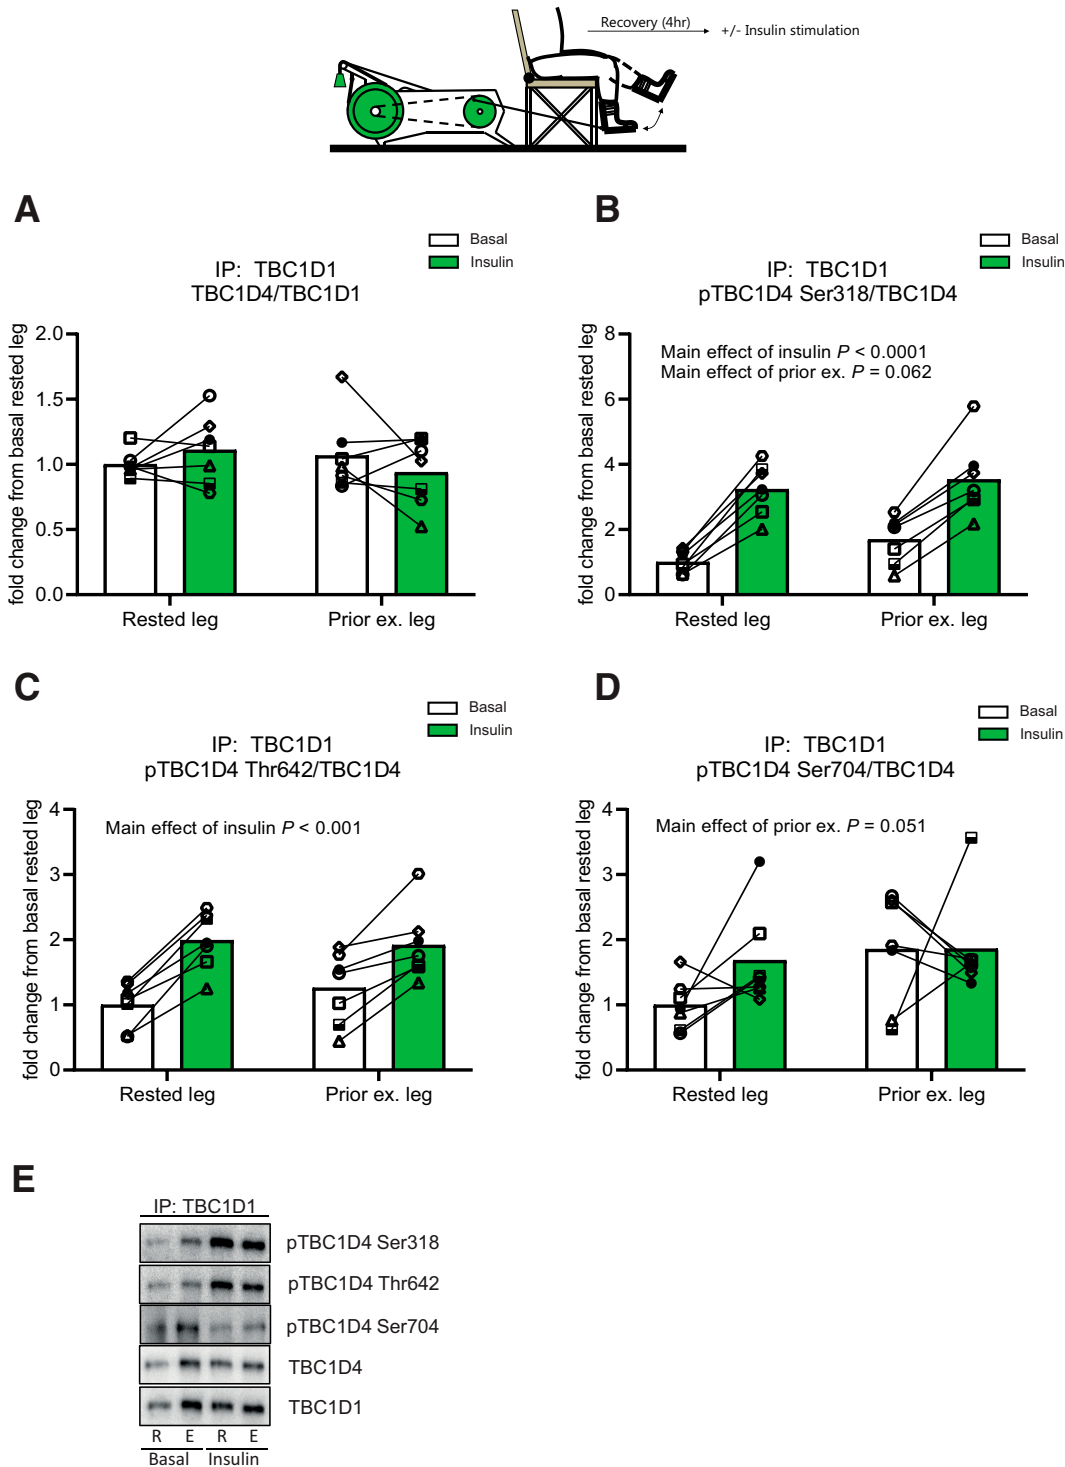 Recovery (4hr)
+/- Insulin stimulation
A
Basal
Insulin
IP: TBC1D1
TBC1D4/TBC1D1
fold change from basal rested leg
2.0
1.5
1.0
0.5
0.0
Rested leg
Prior ex. leg
B
Basal
Insulin
IP: TBC1D1
pTBC1D4 Ser318/TBC1D4
fold change from basal rested leg
8
6
4
2
0
Main effect of insulin P < 0.0001
Main effect of prior ex. P = 0.062
Rested leg
Prior ex. leg
C
Basal
Insulin
IP: TBC1D1
pTBC1D4 Thr642/TBC1D4
fold change from basal rested leg
4
3
2
1
0
Main effect of insulin P < 0.001
Rested leg
Prior ex. leg
D
Basal
Insulin
IP: TBC1D1
pTBC1D4 Ser704/TBC1D4
fold change from basal rested leg
4
3
2
1
0
Main effect of prior ex. P = 0.051
Rested leg
Prior ex. leg
E
IP: TBC1D1
pTBC1D4 Ser318
pTBC1D4 Thr642
pTBC1D4 Ser704
TBC1D4
TBC1D1
R E R E
Basal Insulin